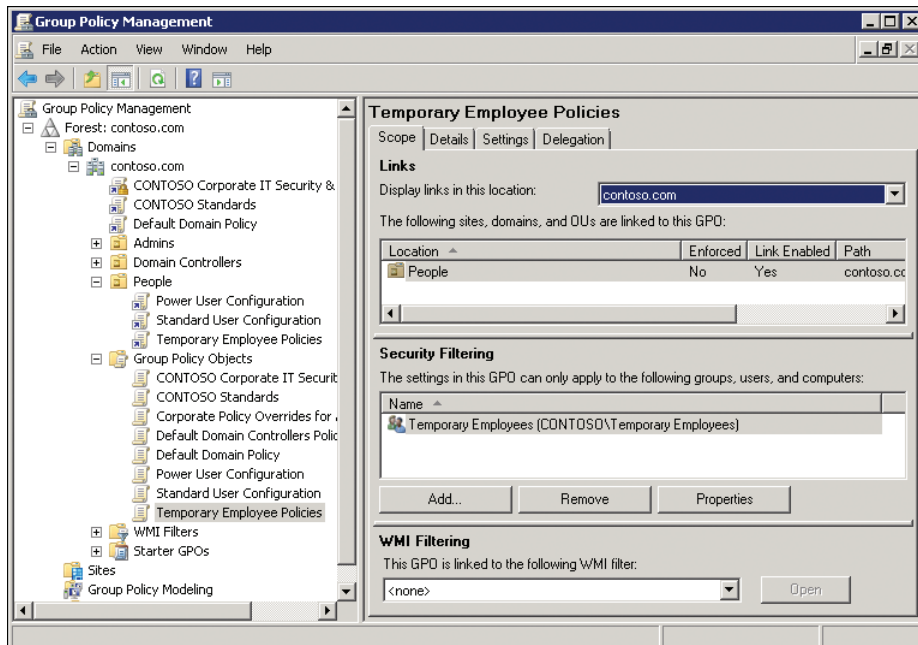 Group Policy Management
File Action View Window Help
Group Policy Management
Forest: contoso.com
Domains
contoso.com
CONTOSO Corporate IT Security &
CONTOSO Standards
Default Domain Policy
Admins
Domain Controllers
People
Power User Configuration
Standard User Configuration
Temporary Employee Policies
Group Policy Objects
CONTOSO Corporate IT Securit
CONTOSO Standards
Corporate Policy Overrides for
Default Domain Controllers Polic
Default Domain Policy
Power User Configuration
Standard User Configuration
Temporary Employee Policies
WMI Filters
Starter GPOs
Sites
Group Policy Modeling
Temporary Employee Policies
Scope Details Settings Delegation
Links
Display links in this location: contoso.com
The following sites, domains, and OUs are linked to this GPO:
Location Enforced Link Enabled Path
People No Yes contoso.cc
Security Filtering
The settings in this GPO can only apply to the following groups, users, and computers:
Name
Temporary Employees (CONTOSO\Temporary Employees)
Add... Remove Properties
WMI Filtering
This GPO is linked to the following WMI filter:
<none> Open